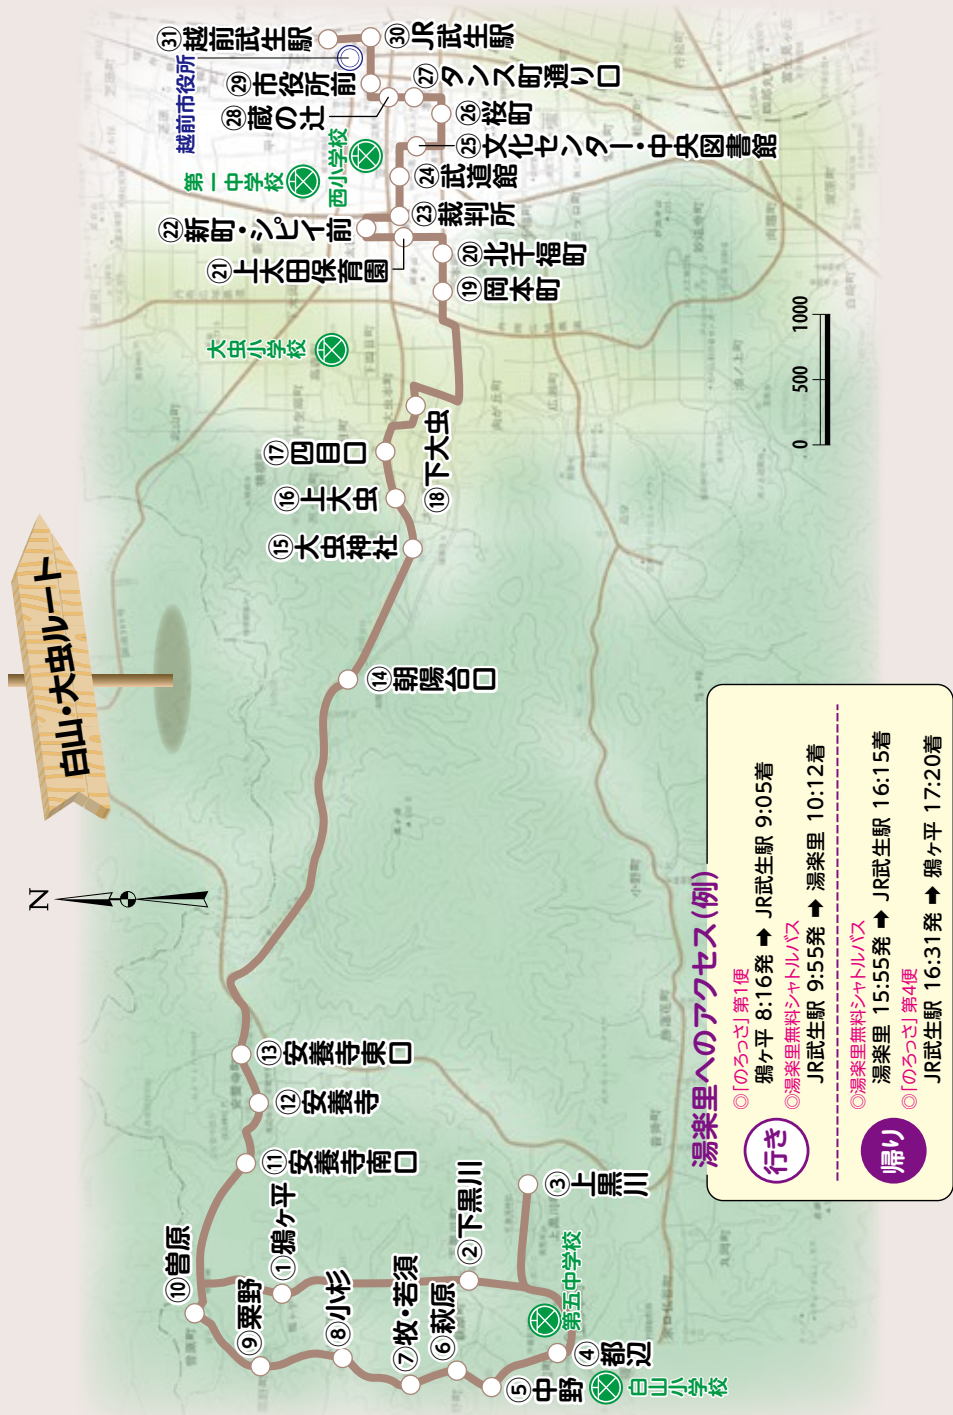 白山・大虫ルート
N
①鴉ヶ平
②下黒川
③上黒川
④都辺
⑤中野
⑥萩原
⑦牧・若須
⑧小杉
⑨粟野
⑩曽原
⑪安養寺南口
⑫安養寺
⑬安養寺東口
⑭朝陽台口
⑮大虫神社
⑯上大虫
⑰四目口
⑱下大虫
⑲岡本町
⑳北千福町
㉑上太田保育園
㉒新町・シピィ前
㉓裁判所
㉔武道館
㉕文化センター・中央図書館
㉖桜町
㉗タンス町通り口
㉘蔵の辻
㉙市役所前
㉚JR武生駅
㉛越前武生駅
越前市役所
第一中学校
西小学校
大虫小学校
第五中学校
白山小学校
0 500 1000
湯楽里へのアクセス(例)
行き
◎「のろっさ」第1便
鴉ヶ平 8:16発 ➡ JR武生駅 9:05着
◎湯楽里無料シャトルバス
JR武生駅 9:55発 ➡ 湯楽里 10:12着
帰り
◎湯楽里無料シャトルバス
湯楽里 15:55発 ➡ JR武生駅 16:15着
◎「のろっさ」第4便
JR武生駅 16:31発 ➡ 鴉ヶ平 17:20着